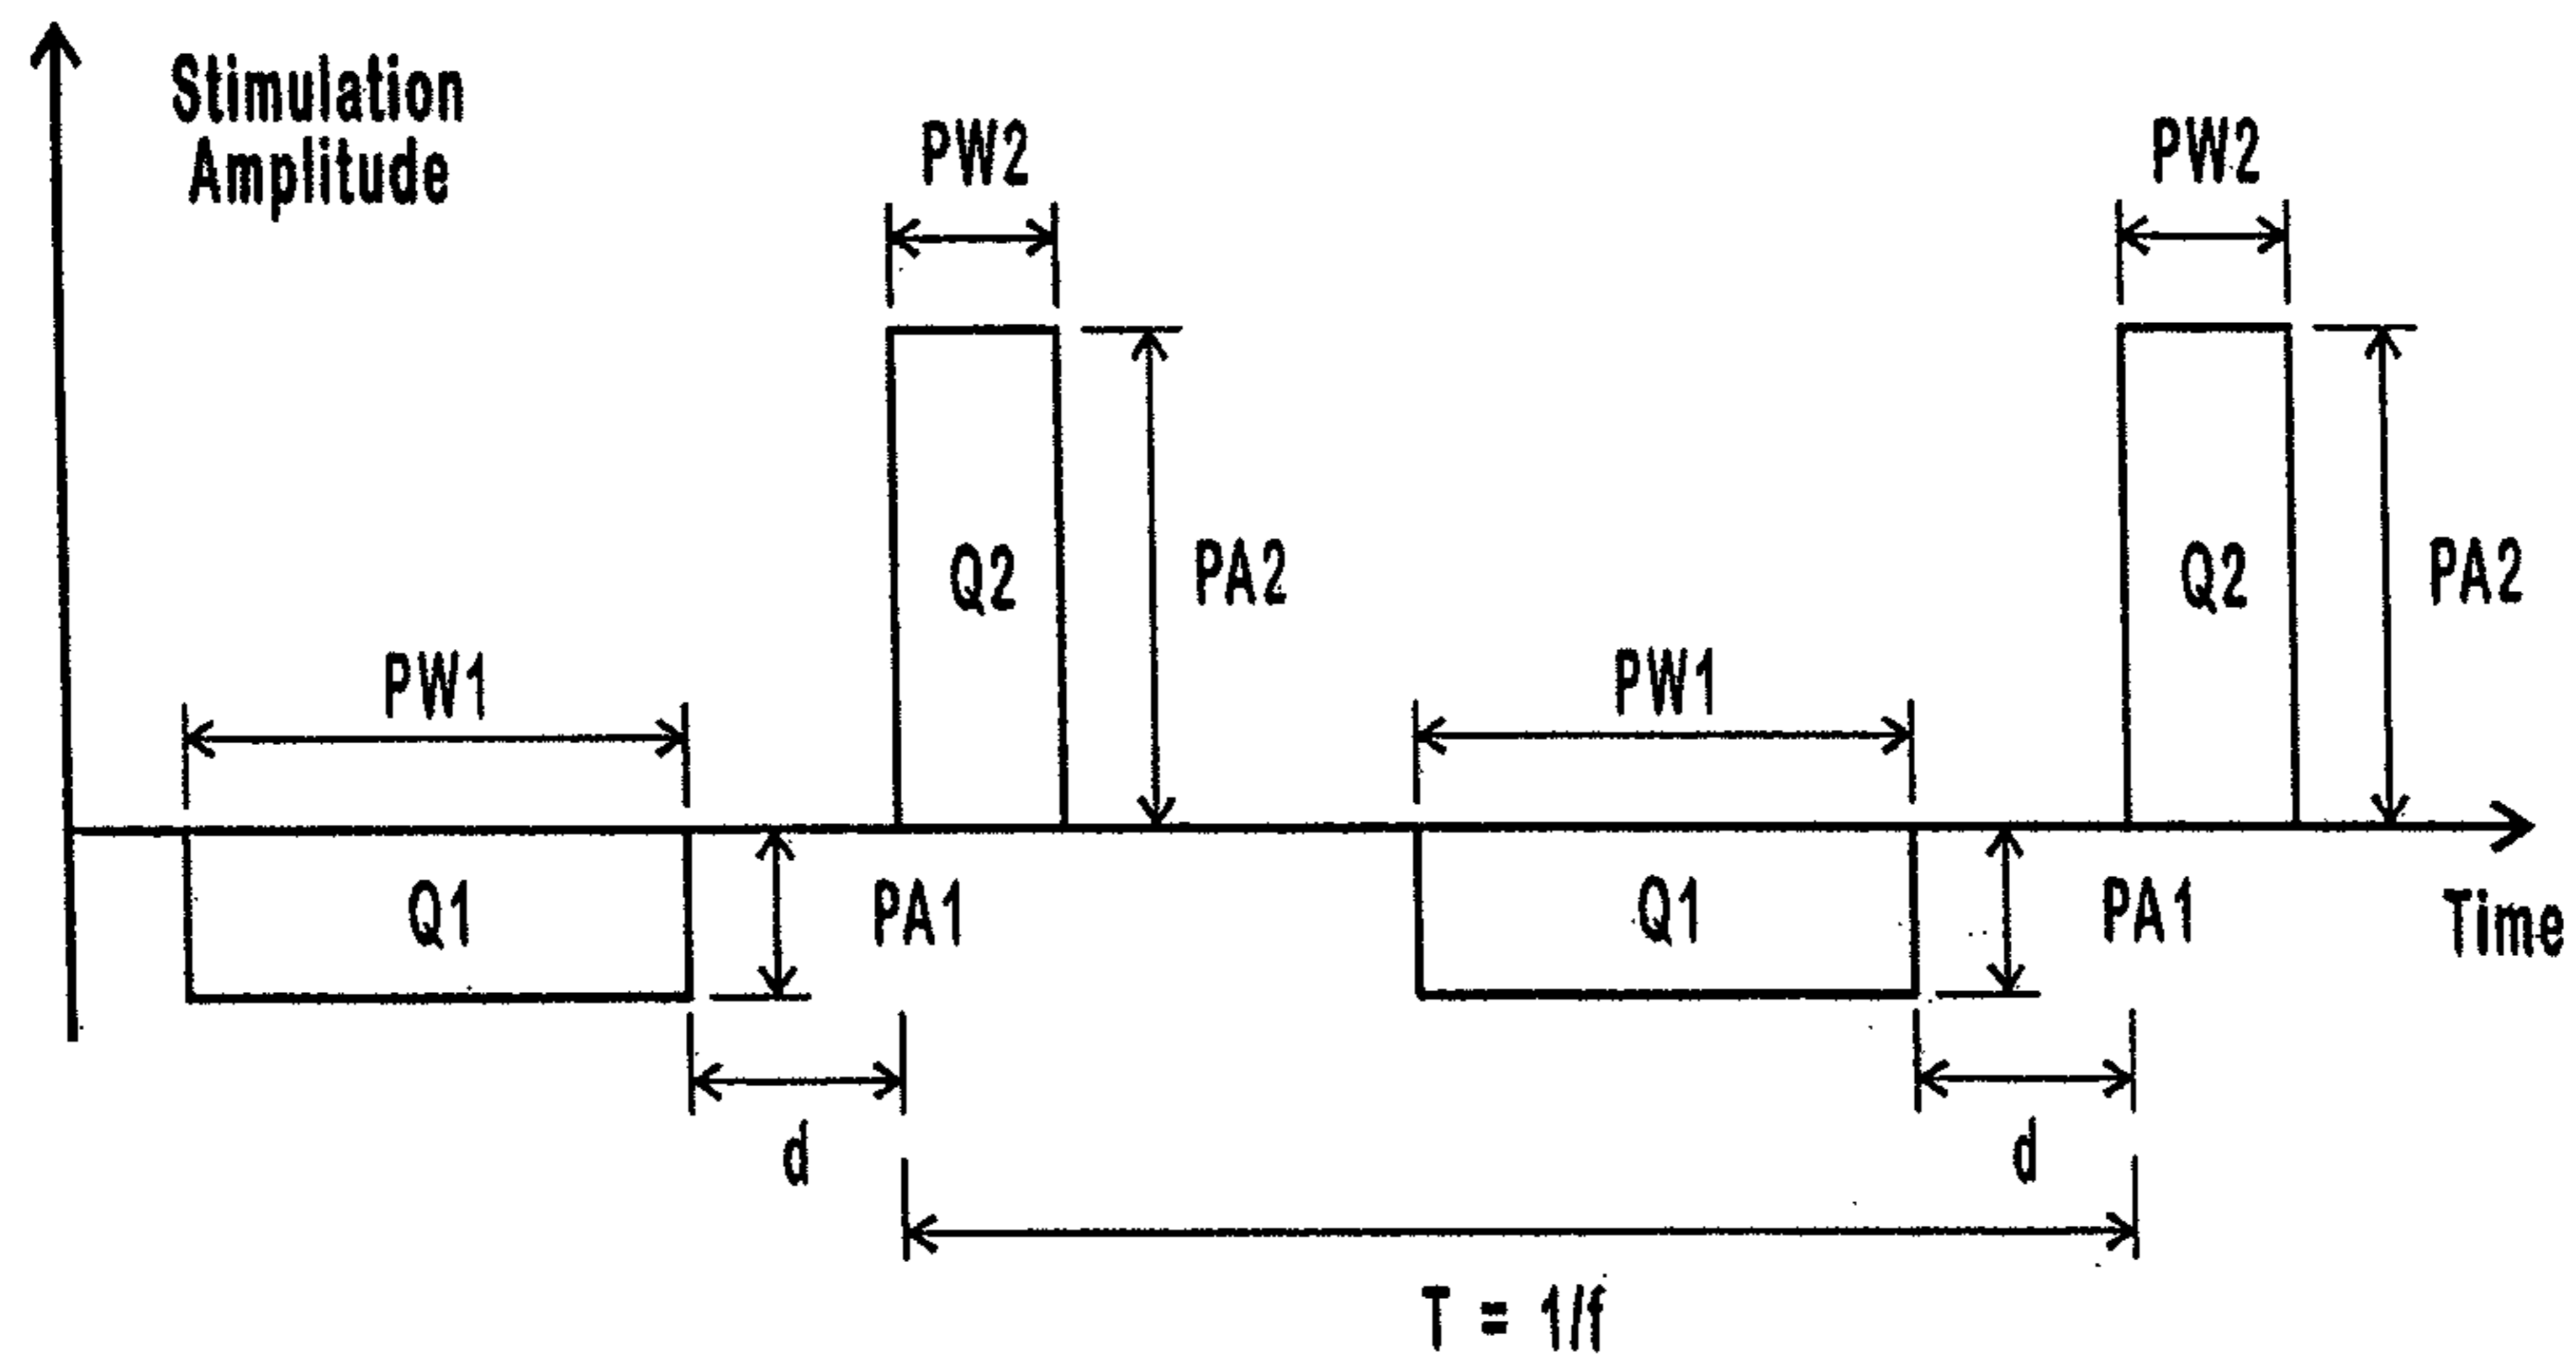 Stimulation
Amplitude
PW2
PW2
Q2
PA2
Q2
PA2
PW1
PW1
Q1
PA1
Q1
PA1
Time
d
d
T = 1/f